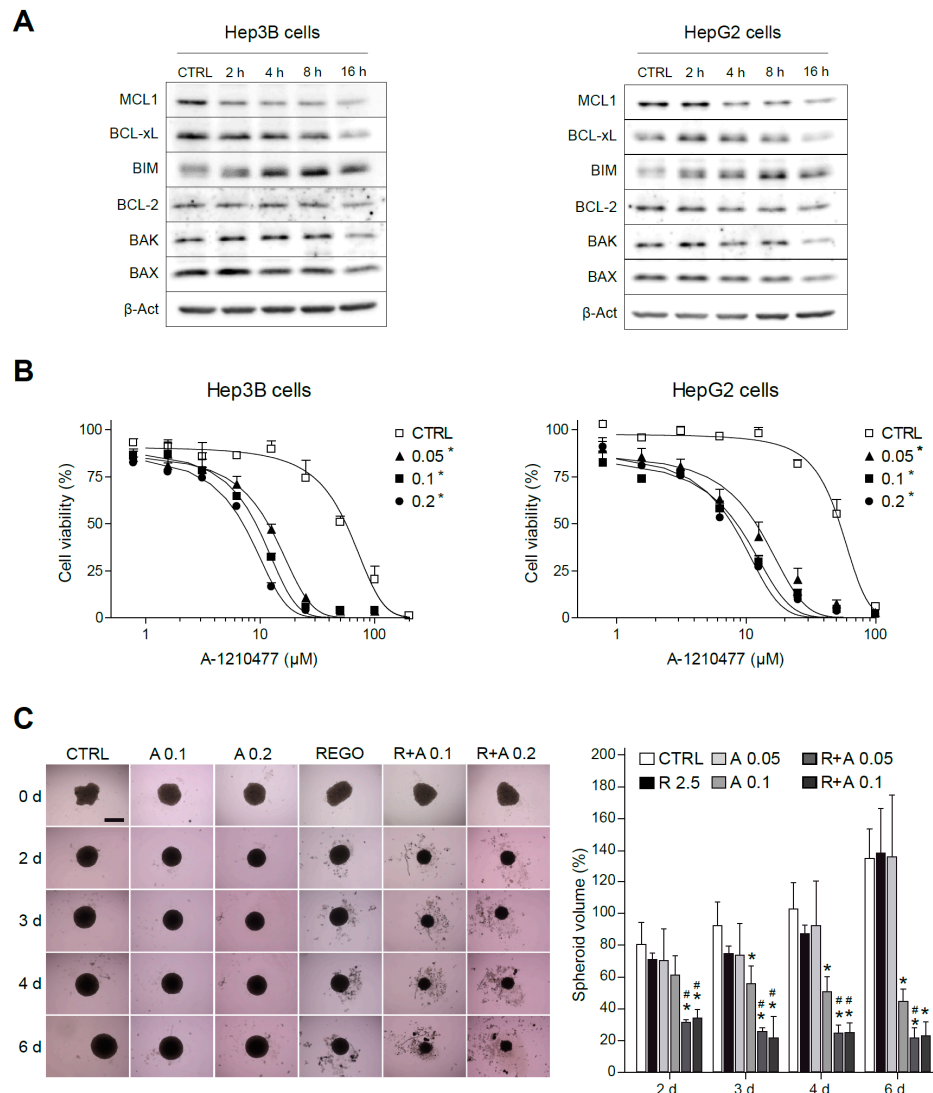 A
Hep3B cells
CTRL 2 h 4 h 8 h 16 h
MCL1
BCL-xL
BIM
BCL-2
BAK
BAX
β-Act
HepG2 cells
CTRL 2 h 4 h 8 h 16 h
MCL1
BCL-xL
BIM
BCL-2
BAK
BAX
β-Act
B
Hep3B cells
Cell viability (%)
100
75
50
25
0
1 10 100
A-1210477 (µM)
CTRL
0.05 *
0.1 *
0.2 *
HepG2 cells
Cell viability (%)
100
75
50
25
0
1 10 100
A-1210477 (µM)
CTRL
0.05 *
0.1 *
0.2 *
C
CTRL A 0.1 A 0.2 REGO R+A 0.1 R+A 0.2
0 d
2 d
3 d
4 d
6 d
Spheroid volume (%)
200
180
160
140
120
100
80
60
40
20
0
CTRL A 0.05 R+A 0.05
R 2.5 A 0.1 R+A 0.1
# #
* *
* #
# *
*
* # #
* *
* #
* *
2 d 3 d 4 d 6 d